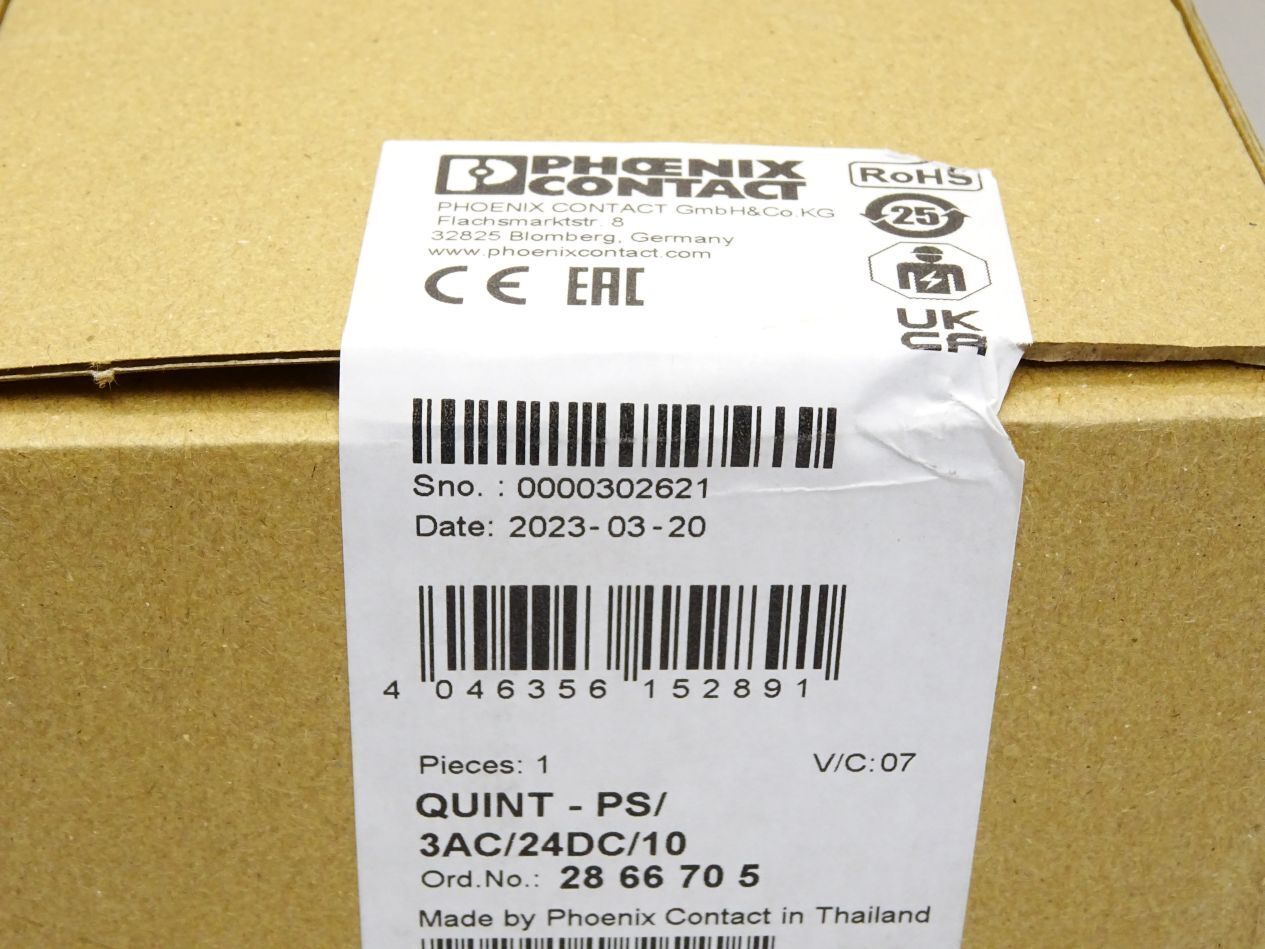 PHŒNIX
CONTACT
PHOENIX CONTACT GmbH&Co.KG
Flachsmarktstr. 8
32825 Blomberg, Germany
www.phoenixcontact.com
CE EAC
RoHS
25
UK
CA
Sno. : 0000302621
Date: 2023-03-20
4 046356 152891
Pieces: 1 V/C: 07
QUINT - PS/
3AC/24DC/10
Ord.No.: 28 66 70 5
Made by Phoenix Contact in Thailand